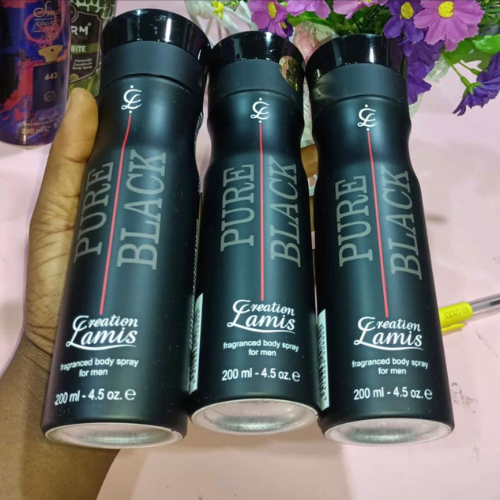 443
PURE
BLACK
Creation
Lamis
fragranced body spray
for men
200 ml - 4.5 oz. e
PURE
BLACK
Creation
Lamis
fragranced body spray
for men
200 ml - 4.5 oz. e
PURE
BLACK
Creation
Lamis
fragranced body spray
for men
200 ml - 4.5 oz. e